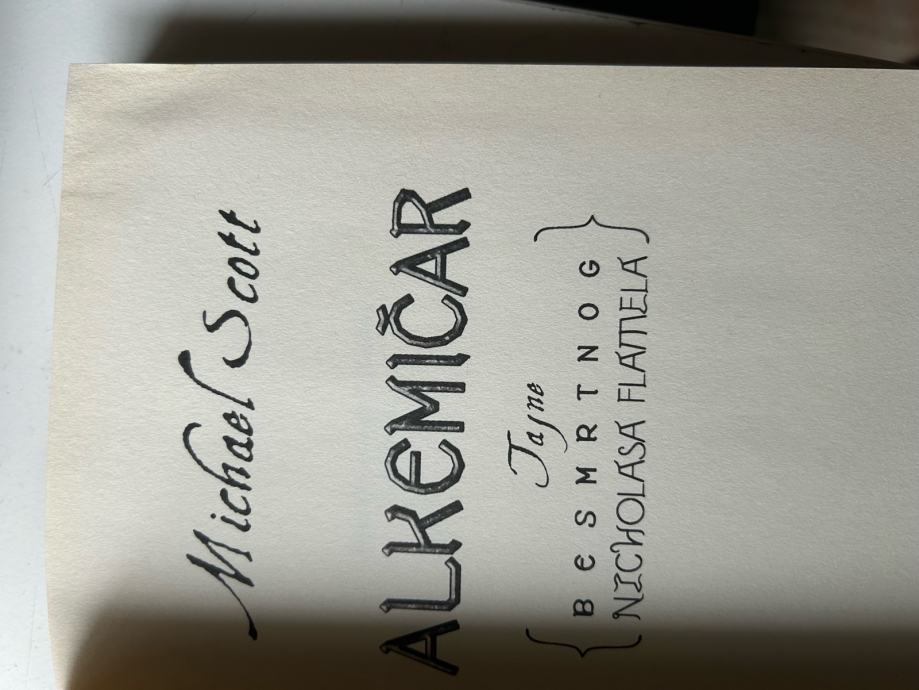 Michael Scott
ALKEMIČAR
Tajne
BESMRTNOG
NICHOLASA FLAMELA